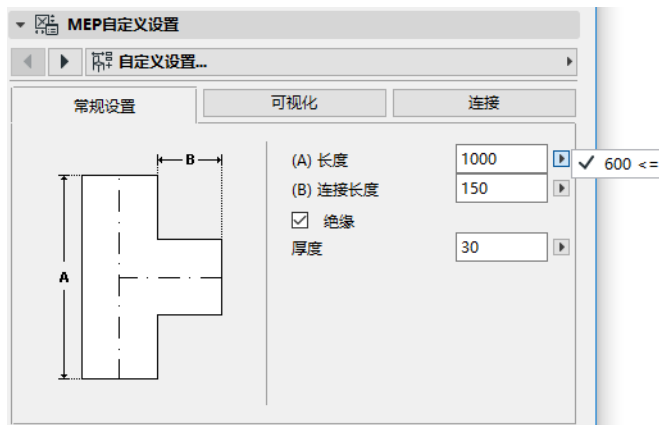 MEP自定义设置
自定义设置...
常规设置
可视化
连接
B
A
(A) 长度
1000
600 <=
(B) 连接长度
150
绝缘
厚度
30